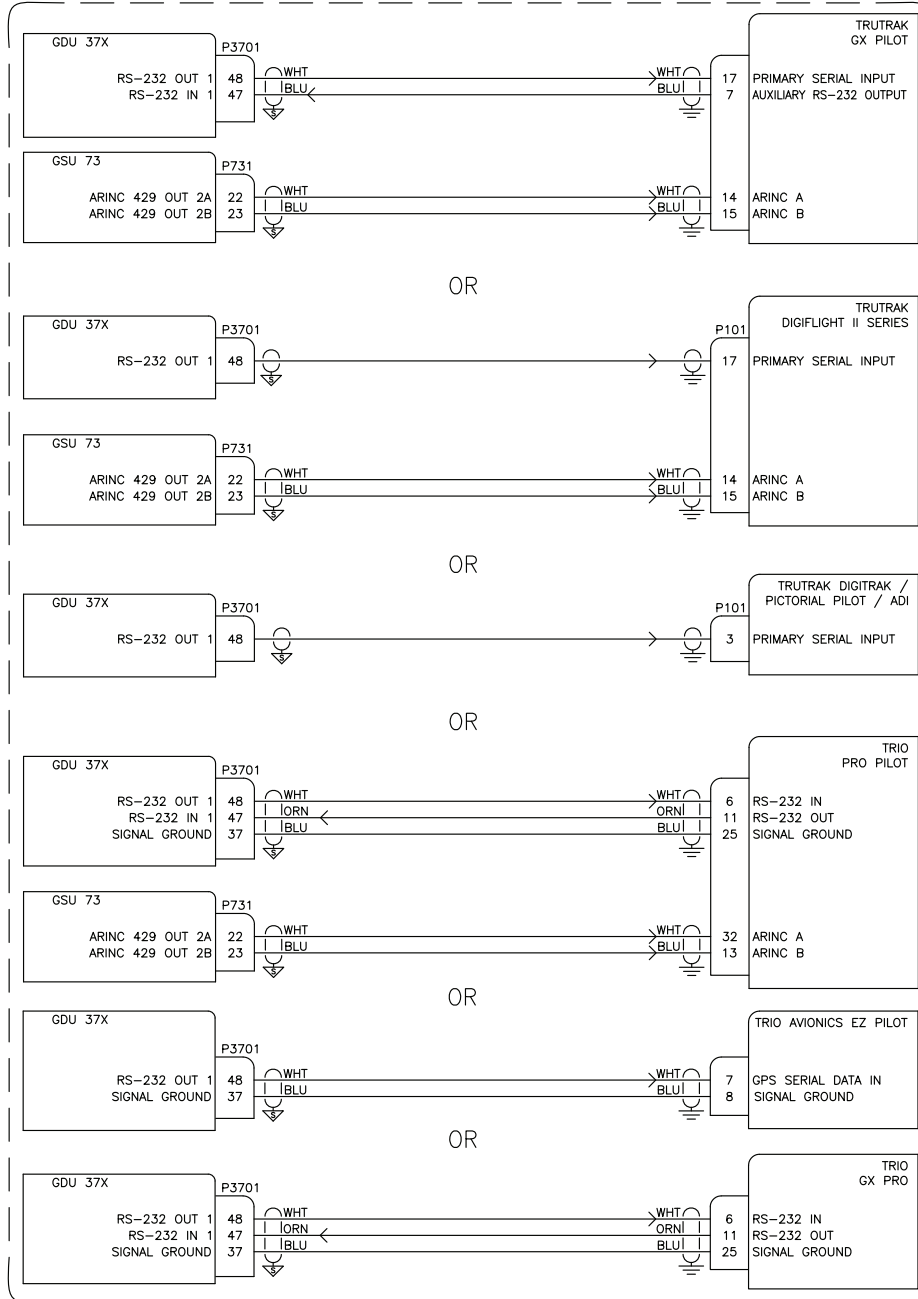 TRUTRAK
GX PILOT
GDU 37X
P3701
RS-232 OUT 1 48 WHT WHT 17 PRIMARY SERIAL INPUT
RS-232 IN 1 47 BLU BLU 7 AUXILIARY RS-232 OUTPUT
S
GSU 73
P731
ARINC 429 OUT 2A 22 WHT WHT 14 ARINC A
ARINC 429 OUT 2B 23 BLU BLU 15 ARINC B
S
OR
TRUTRAK
DIGIFLIGHT II SERIES
GDU 37X
P3701 P101
RS-232 OUT 1 48 17 PRIMARY SERIAL INPUT
S
GSU 73
P731
ARINC 429 OUT 2A 22 WHT WHT 14 ARINC A
ARINC 429 OUT 2B 23 BLU BLU 15 ARINC B
S
OR
TRUTRAK DIGITRAK /
PICTORIAL PILOT / ADI
GDU 37X
P3701 P101
RS-232 OUT 1 48 3 PRIMARY SERIAL INPUT
S
OR
TRIO
PRO PILOT
GDU 37X
P3701
RS-232 OUT 1 48 WHT WHT 6 RS-232 IN
RS-232 IN 1 47 ORN ORN 11 RS-232 OUT
SIGNAL GROUND 37 BLU BLU 25 SIGNAL GROUND
S
GSU 73
P731
ARINC 429 OUT 2A 22 WHT WHT 32 ARINC A
ARINC 429 OUT 2B 23 BLU BLU 13 ARINC B
S
OR
GDU 37X
TRIO AVIONICS EZ PILOT
P3701
RS-232 OUT 1 48 WHT WHT 7 GPS SERIAL DATA IN
SIGNAL GROUND 37 BLU BLU 8 SIGNAL GROUND
S
OR
TRIO
GX PRO
GDU 37X
P3701
RS-232 OUT 1 48 WHT WHT 6 RS-232 IN
RS-232 IN 1 47 ORN ORN 11 RS-232 OUT
SIGNAL GROUND 37 BLU BLU 25 SIGNAL GROUND
S